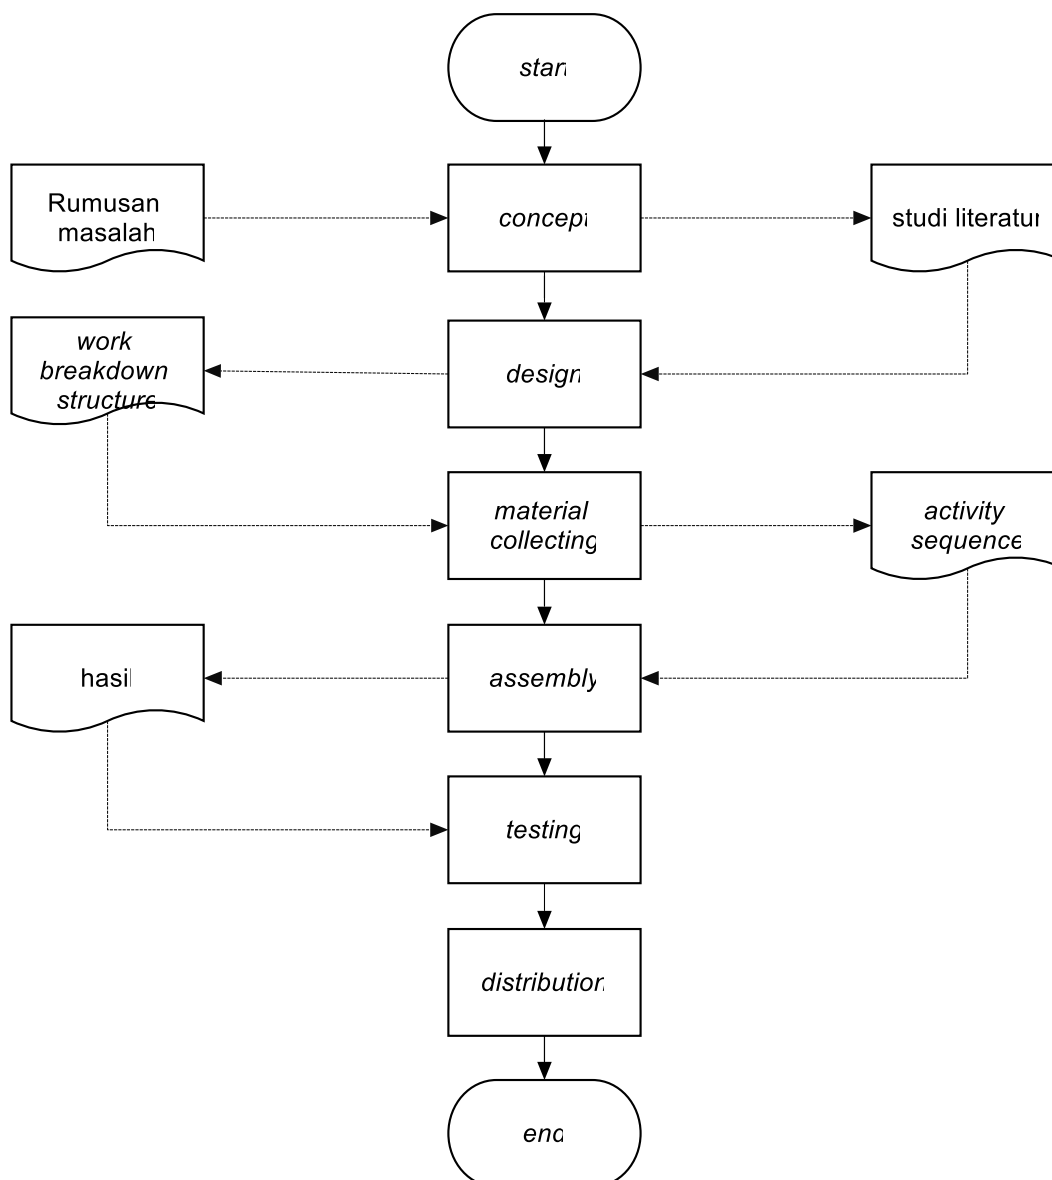 start
Rumusan
masalah
concept
studi literatur
work
breakdown
structure
design
material
collecting
activity
sequence
hasil
assembly
testing
distribution
end